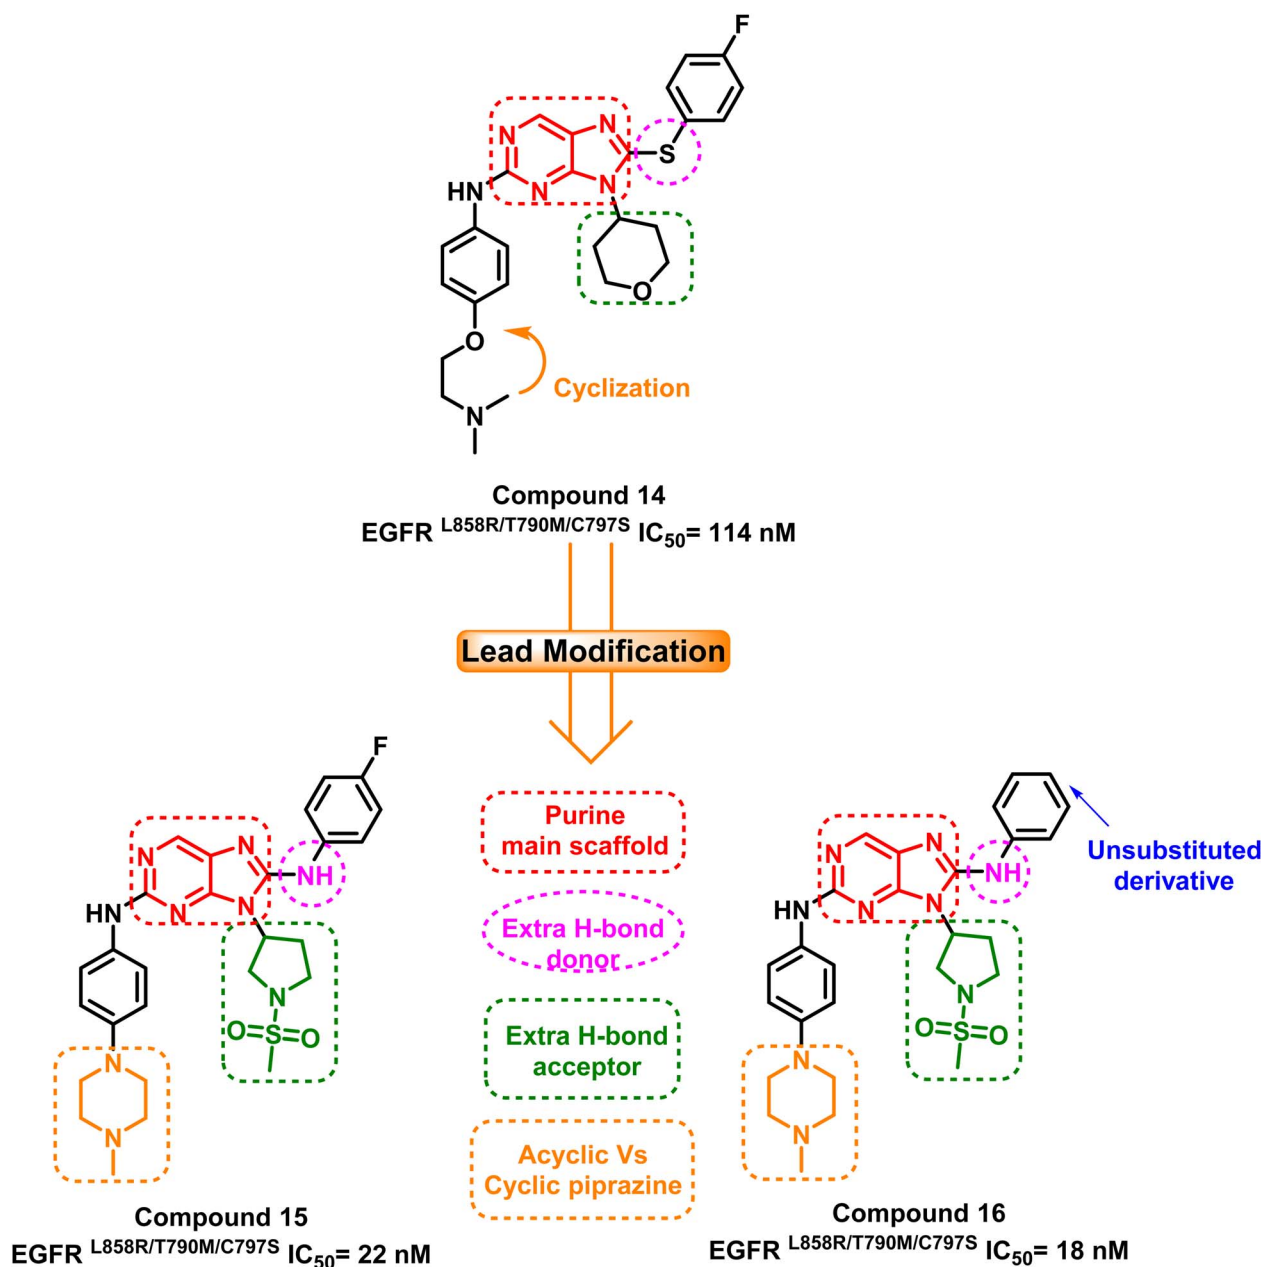 F
N
N
N
N
S
HN
O
O
N
Cyclization
Compound 14
EGFR L858R/T790M/C797S IC50= 114 nM
Lead Modification
F
N
N
N
N
NH
HN
N
O=S=O
N
N
Compound 15
EGFR L858R/T790M/C797S IC50= 22 nM
Purine
main scaffold
Extra H-bond
donor
Extra H-bond
acceptor
Acyclic Vs
Cyclic piprazine
N
N
N
N
NH
HN
N
O=S=O
N
N
Unsubstituted
derivative
Compound 16
EGFR L858R/T790M/C797S IC50= 18 nM